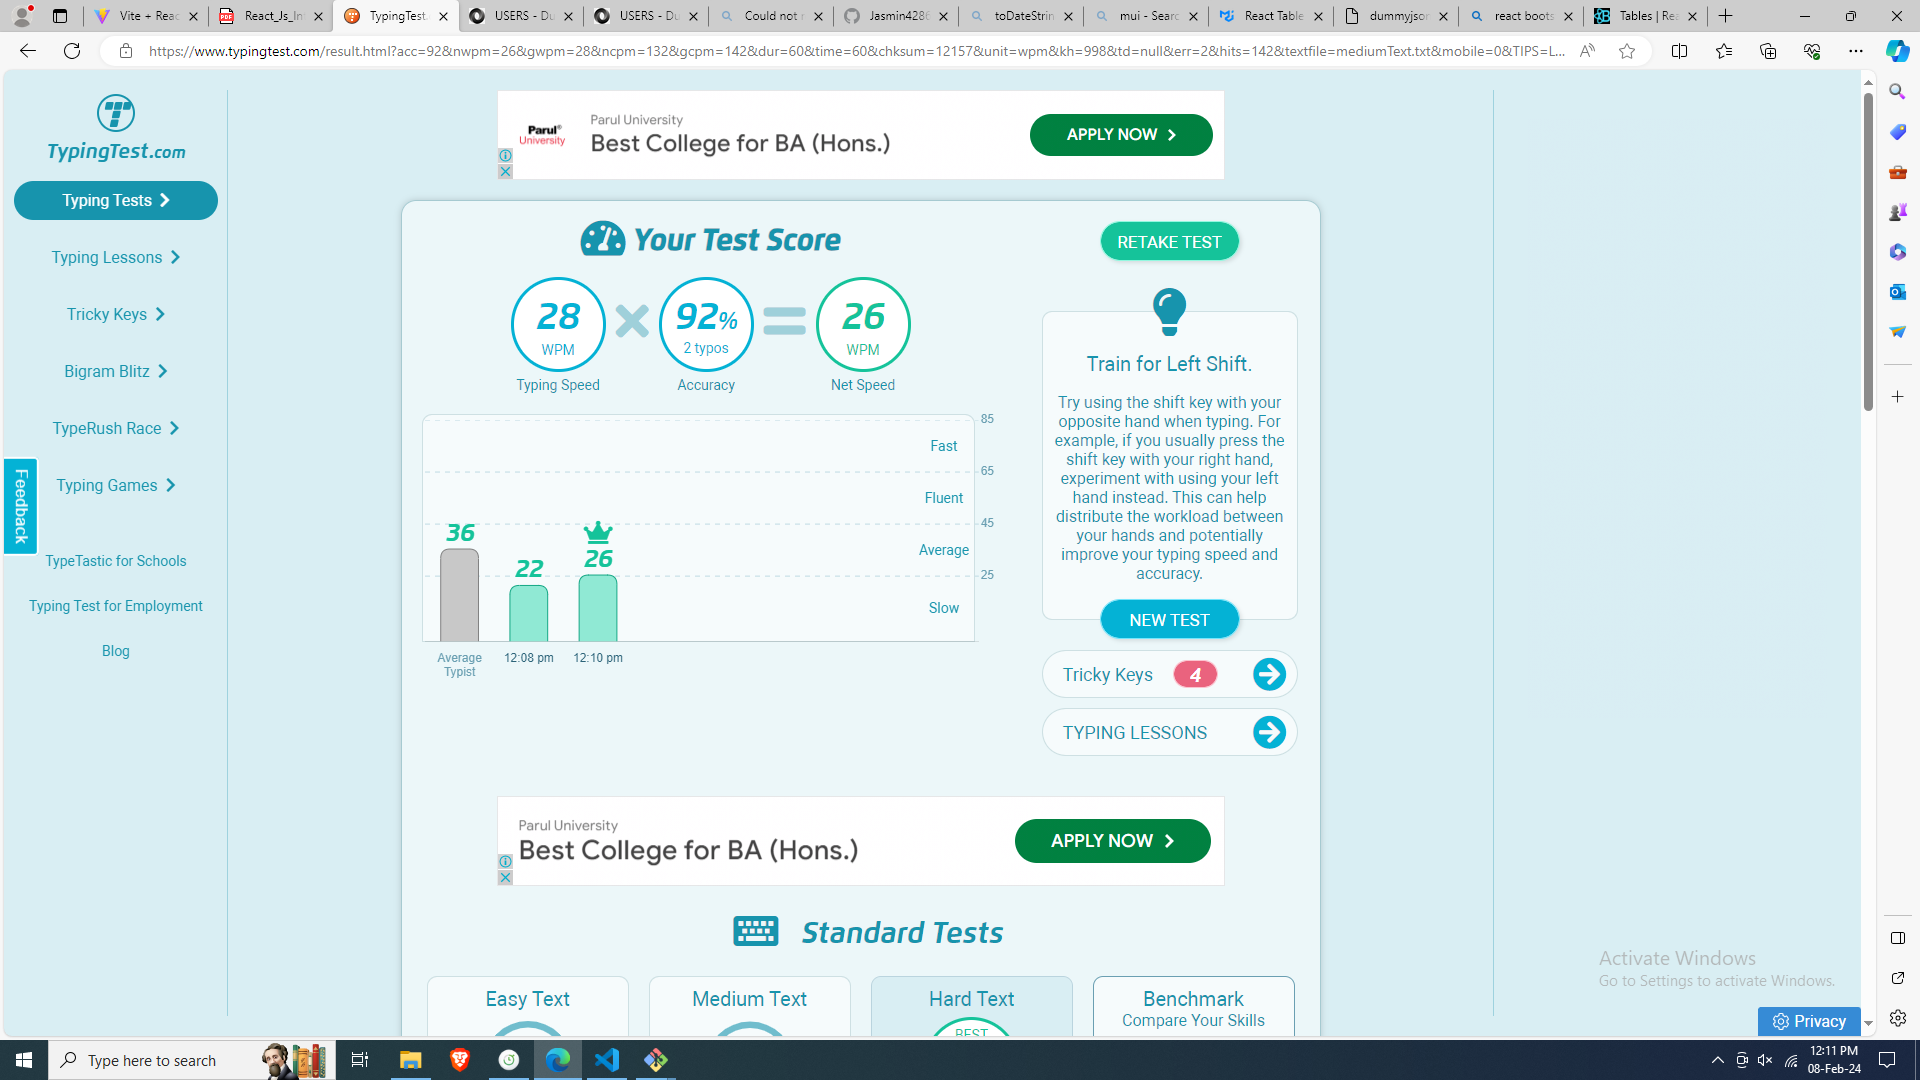 Vite + Reac
React_Js_Int
TypingTest.
USERS - Du
USERS - Du
Could not r
Jasmin4286
toDateStrin
mui - Searc
React Table
dummyjson
react boots
Tables | Rea
https://www.typingtest.com/result.html?acc=92&nwpm=26&gwpm=28&ncpm=132&gcpm=142&dur=60&time=60&chksum=12157&unit=wpm&kh=998&td=null&err=2&hits=142&textfile=mediumText.txt&mobile=0&TIPS=L...
TypingTest.com
Typing Tests
Typing Lessons
Tricky Keys
Bigram Blitz
TypeRush Race
Typing Games
Feedback
TypeTastic for Schools
Typing Test for Employment
Blog
Parul®
University
Parul University
Best College for BA (Hons.)
APPLY NOW
Your Test Score
RETAKE TEST
28
WPM
Typing Speed
92%
2 typos
Accuracy
26
WPM
Net Speed
85
Fast
65
Fluent
45
Average
25
Slow
36
22
26
Average
Typist
12:08 pm
12:10 pm
Train for Left Shift.
Try using the shift key with your
opposite hand when typing. For
example, if you usually press the
shift key with your right hand,
experiment with using your left
hand instead. This can help
distribute the workload between
your hands and potentially
improve your typing speed and
accuracy.
NEW TEST
Tricky Keys 4
TYPING LESSONS
Parul University
Best College for BA (Hons.)
APPLY NOW
Standard Tests
Easy Text
Medium Text
Hard Text
BEST
Benchmark
Compare Your Skills
Activate Windows
Go to Settings to activate Windows.
Privacy
Type here to search
12:11 PM
08-Feb-24